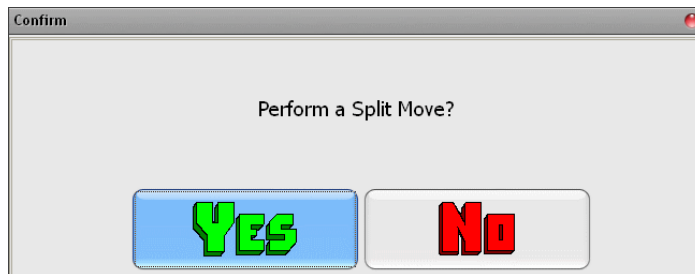 Confirm
Perform a Split Move?
Yes
No